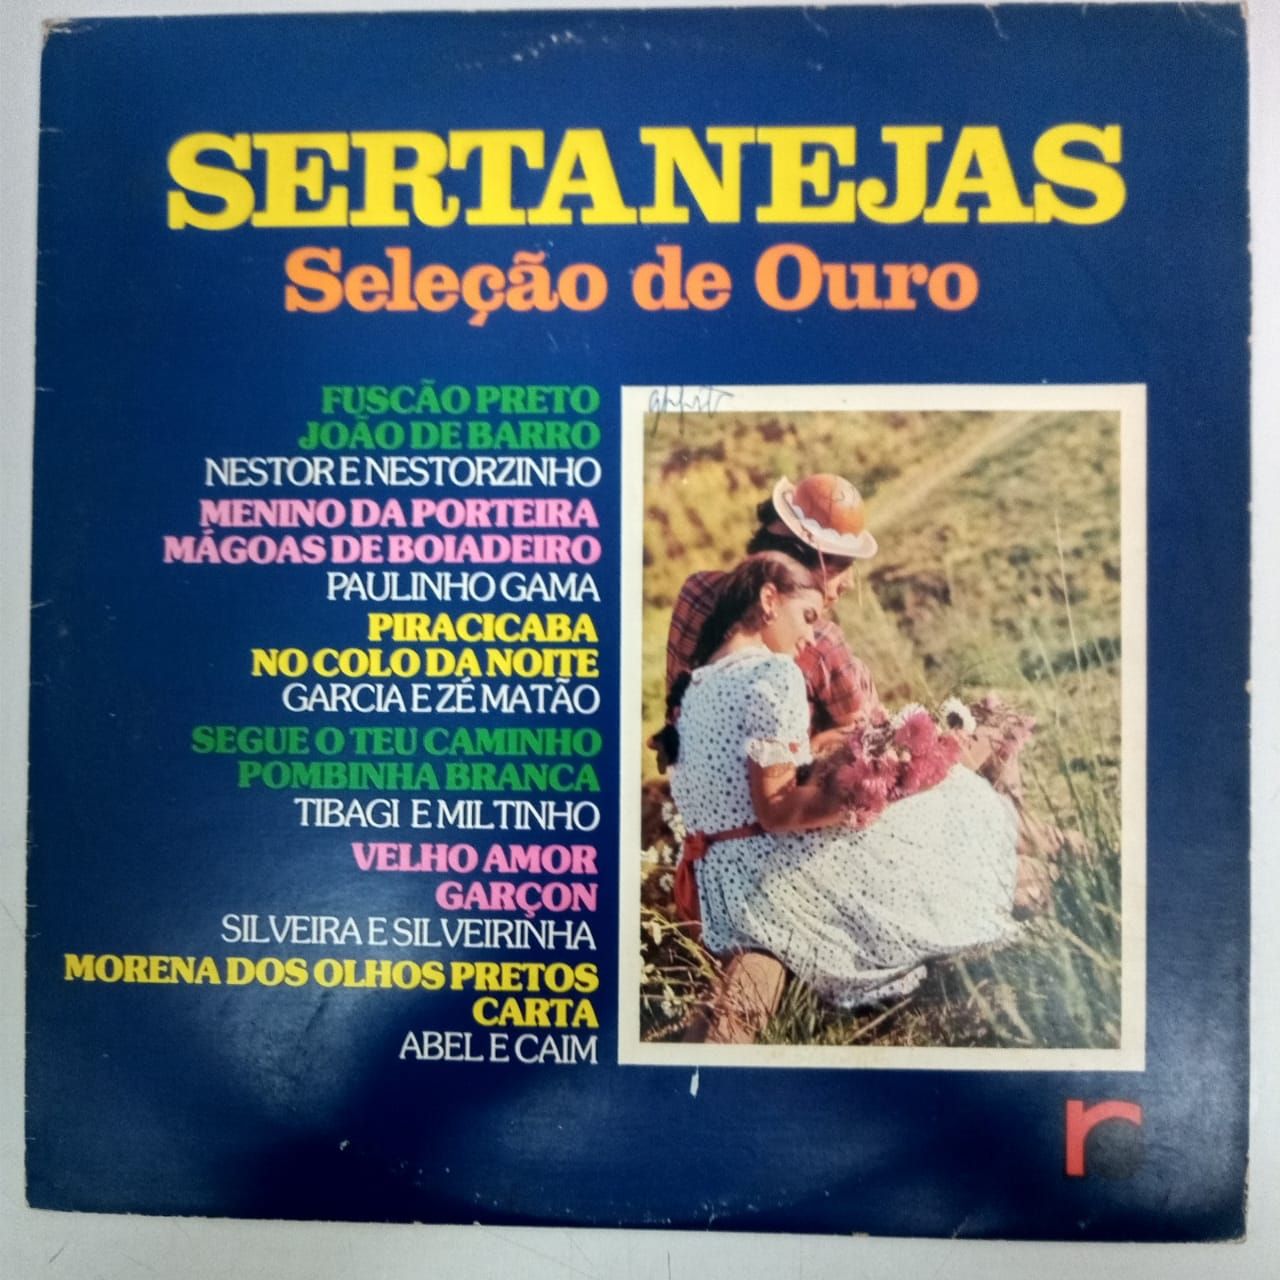 SERTANEJAS
Seleção de Ouro
FUSCÃO PRETO
JOÃO DE BARRO
NESTOR E NESTORZINHO
MENINO DA PORTEIRA
MÁGOAS DE BOIADEIRO
PAULINHO GAMA
PIRACICABA
NO COLO DA NOITE
GARCIA E ZÉ MATÃO
SEGUE O TEU CAMINHO
POMBINHA BRANCA
TIBAGI E MILTINHO
VELHO AMOR
GARÇON
SILVEIRA E SILVEIRINHA
MORENA DOS OLHOS PRETOS
CARTA
ABEL E CAIM
r